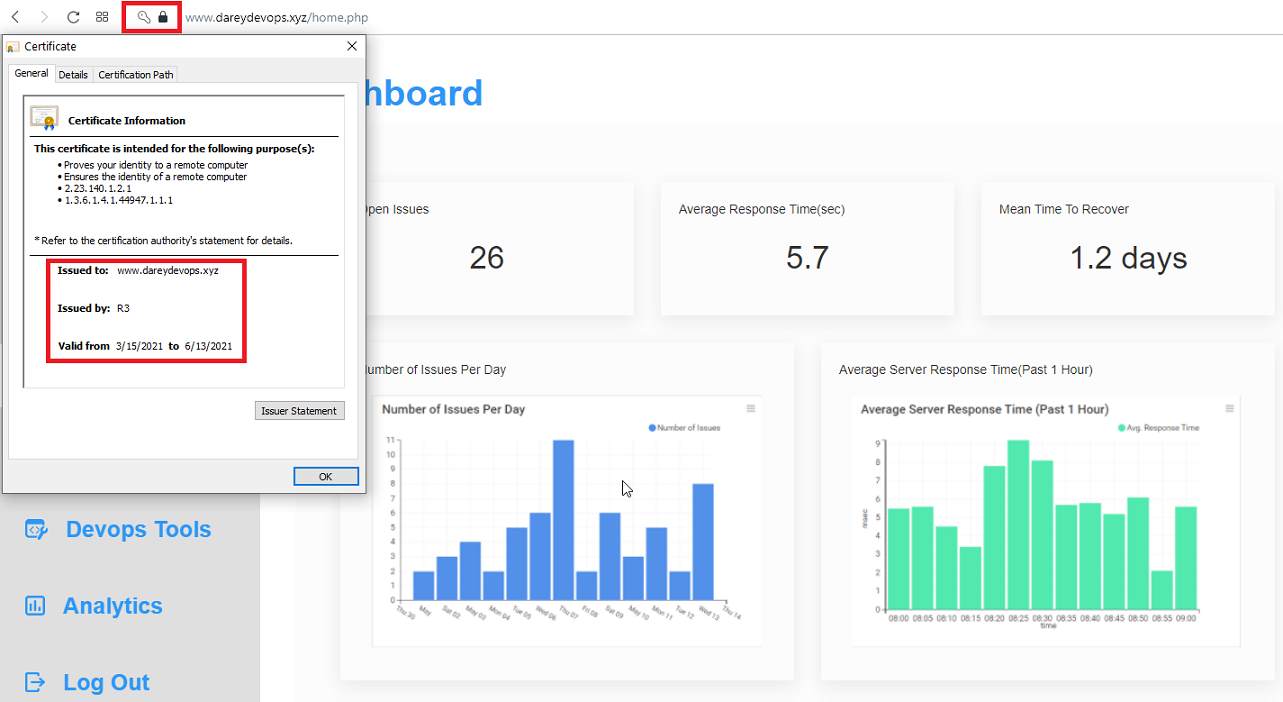 www.dareydevops.xyz/home.php
Certificate
General Details Certification Path
Certificate Information
This certificate is intended for the following purpose(s):
• Proves your identity to a remote computer
• Ensures the identity of a remote computer
• 2.23.140.1.2.1
• 1.3.6.1.4.1.44947.1.1.1
* Refer to the certification authority's statement for details.
Issued to: www.dareydevops.xyz
Issued by: R3
Valid from 3/15/2021 to 6/13/2021
Issuer Statement
OK
hboard
pen Issues
26
Average Response Time(sec)
5.7
Mean Time To Recover
1.2 days
umber of Issues Per Day
Number of Issues Per Day
Number of Issues
11
10
9
8
7
6
5
4
3
2
1
0
Thu 30 May Sat 02 May 03 Mon 04 Tue 05 Wed 06 Thu 07 Fri 08 Sat 09 May 10 Mon 11 Tue 12 Wed 13 Thu 14
Average Server Response Time(Past 1 Hour)
Average Server Response Time (Past 1 Hour)
Avg. Response Time
9
8
7
6
5
4
3
2
1
0
msec
08:00 08:05 08:10 08:15 08:20 08:25 08:30 08:35 08:40 08:45 08:50 08:55 09:00
time
Devops Tools
Analytics
Log Out